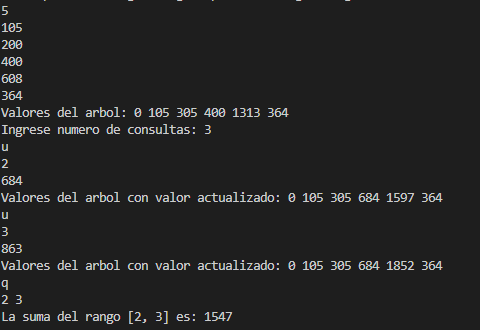 5
105
200
400
608
364
Valores del arbol: 0 105 305 400 1313 364
Ingrese numero de consultas: 3
u
2
684
Valores del arbol con valor actualizado: 0 105 305 684 1597 364
u
3
863
Valores del arbol con valor actualizado: 0 105 305 684 1852 364
q
2 3
La suma del rango [2, 3] es: 1547